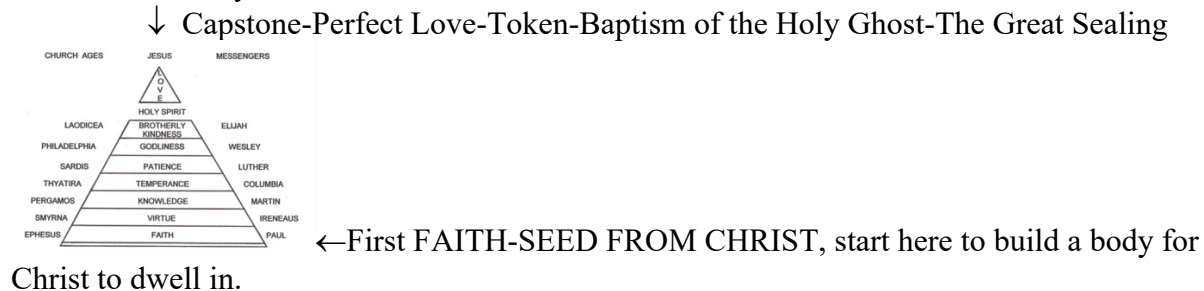 ↓ Capstone-Perfect Love-Token-Baptism of the Holy Ghost-The Great Sealing
CHURCH AGES JESUS MESSENGERS
L
O
V
E
HOLY SPIRIT
LAODICEA BROTHERLY KINDNESS ELIJAH
PHILADELPHIA GODLINESS WESLEY
SARDIS PATIENCE LUTHER
THYATIRA TEMPERANCE COLUMBIA
PERGAMOS KNOWLEDGE MARTIN
SMYRNA VIRTUE IRENEAUS
EPHESUS FAITH PAUL
←First FAITH-SEED FROM CHRIST, start here to build a body for
Christ to dwell in.